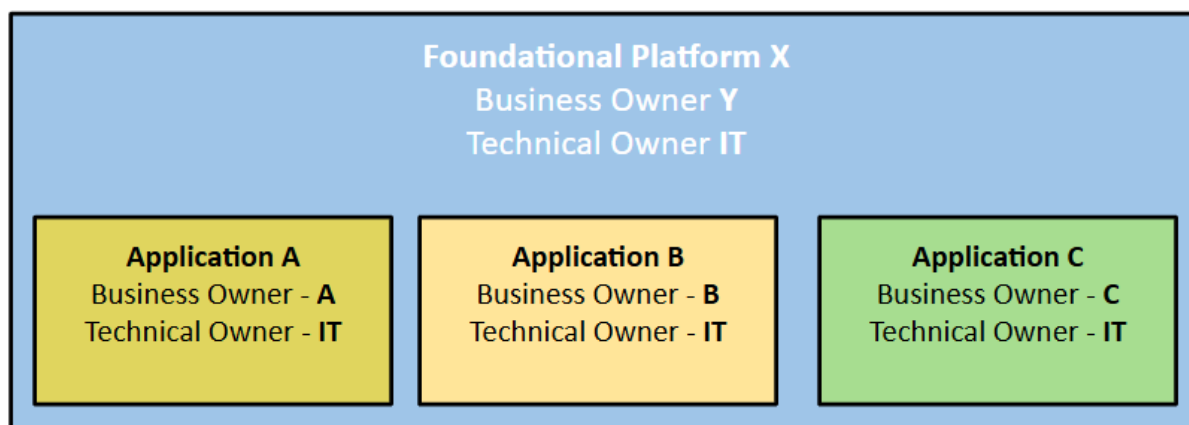 Foundational Platform X
Business Owner Y
Technical Owner IT
Application A
Business Owner - A
Technical Owner - IT
Application B
Business Owner - B
Technical Owner - IT
Application C
Business Owner - C
Technical Owner - IT